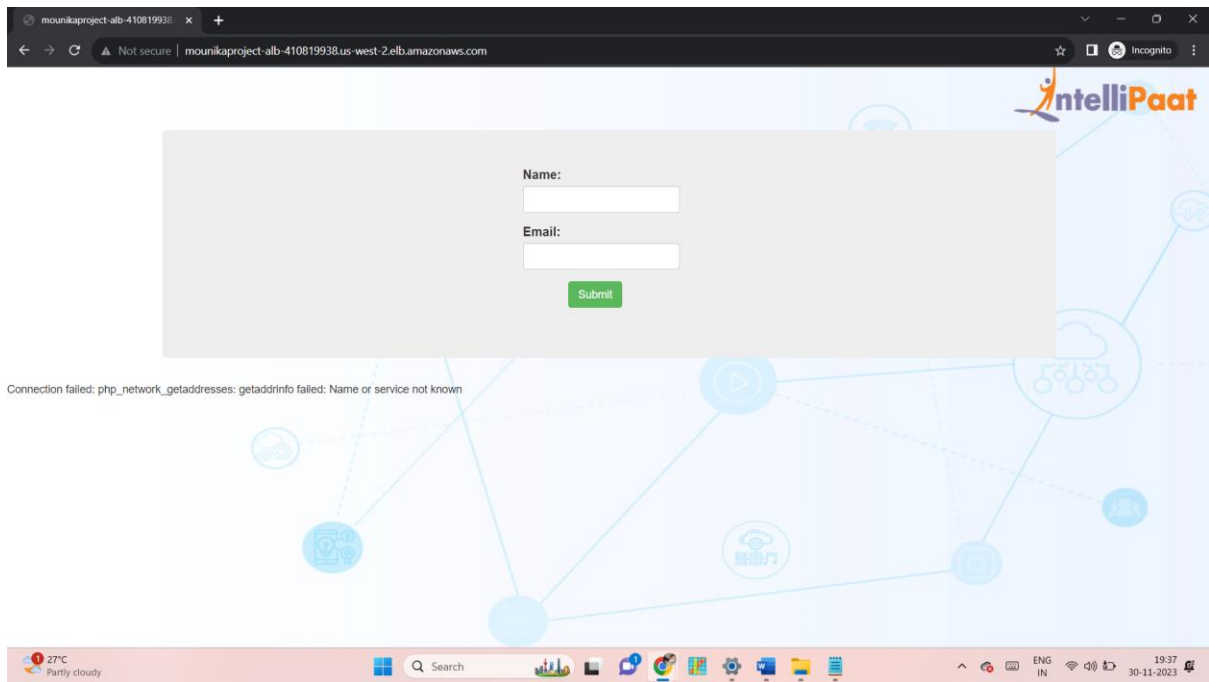 mounikaproject-alb-410819938.
Not secure | mounikaproject-alb-410819938.us-west-2.elb.amazonaws.com
Incognito
intelliPaat
Name:
Email:
Submit
Connection failed: php_network_getaddresses: getaddrinfo failed: Name or service not known
1
27°C
Partly cloudy
Search
ENG
IN
19:37
30-11-2023